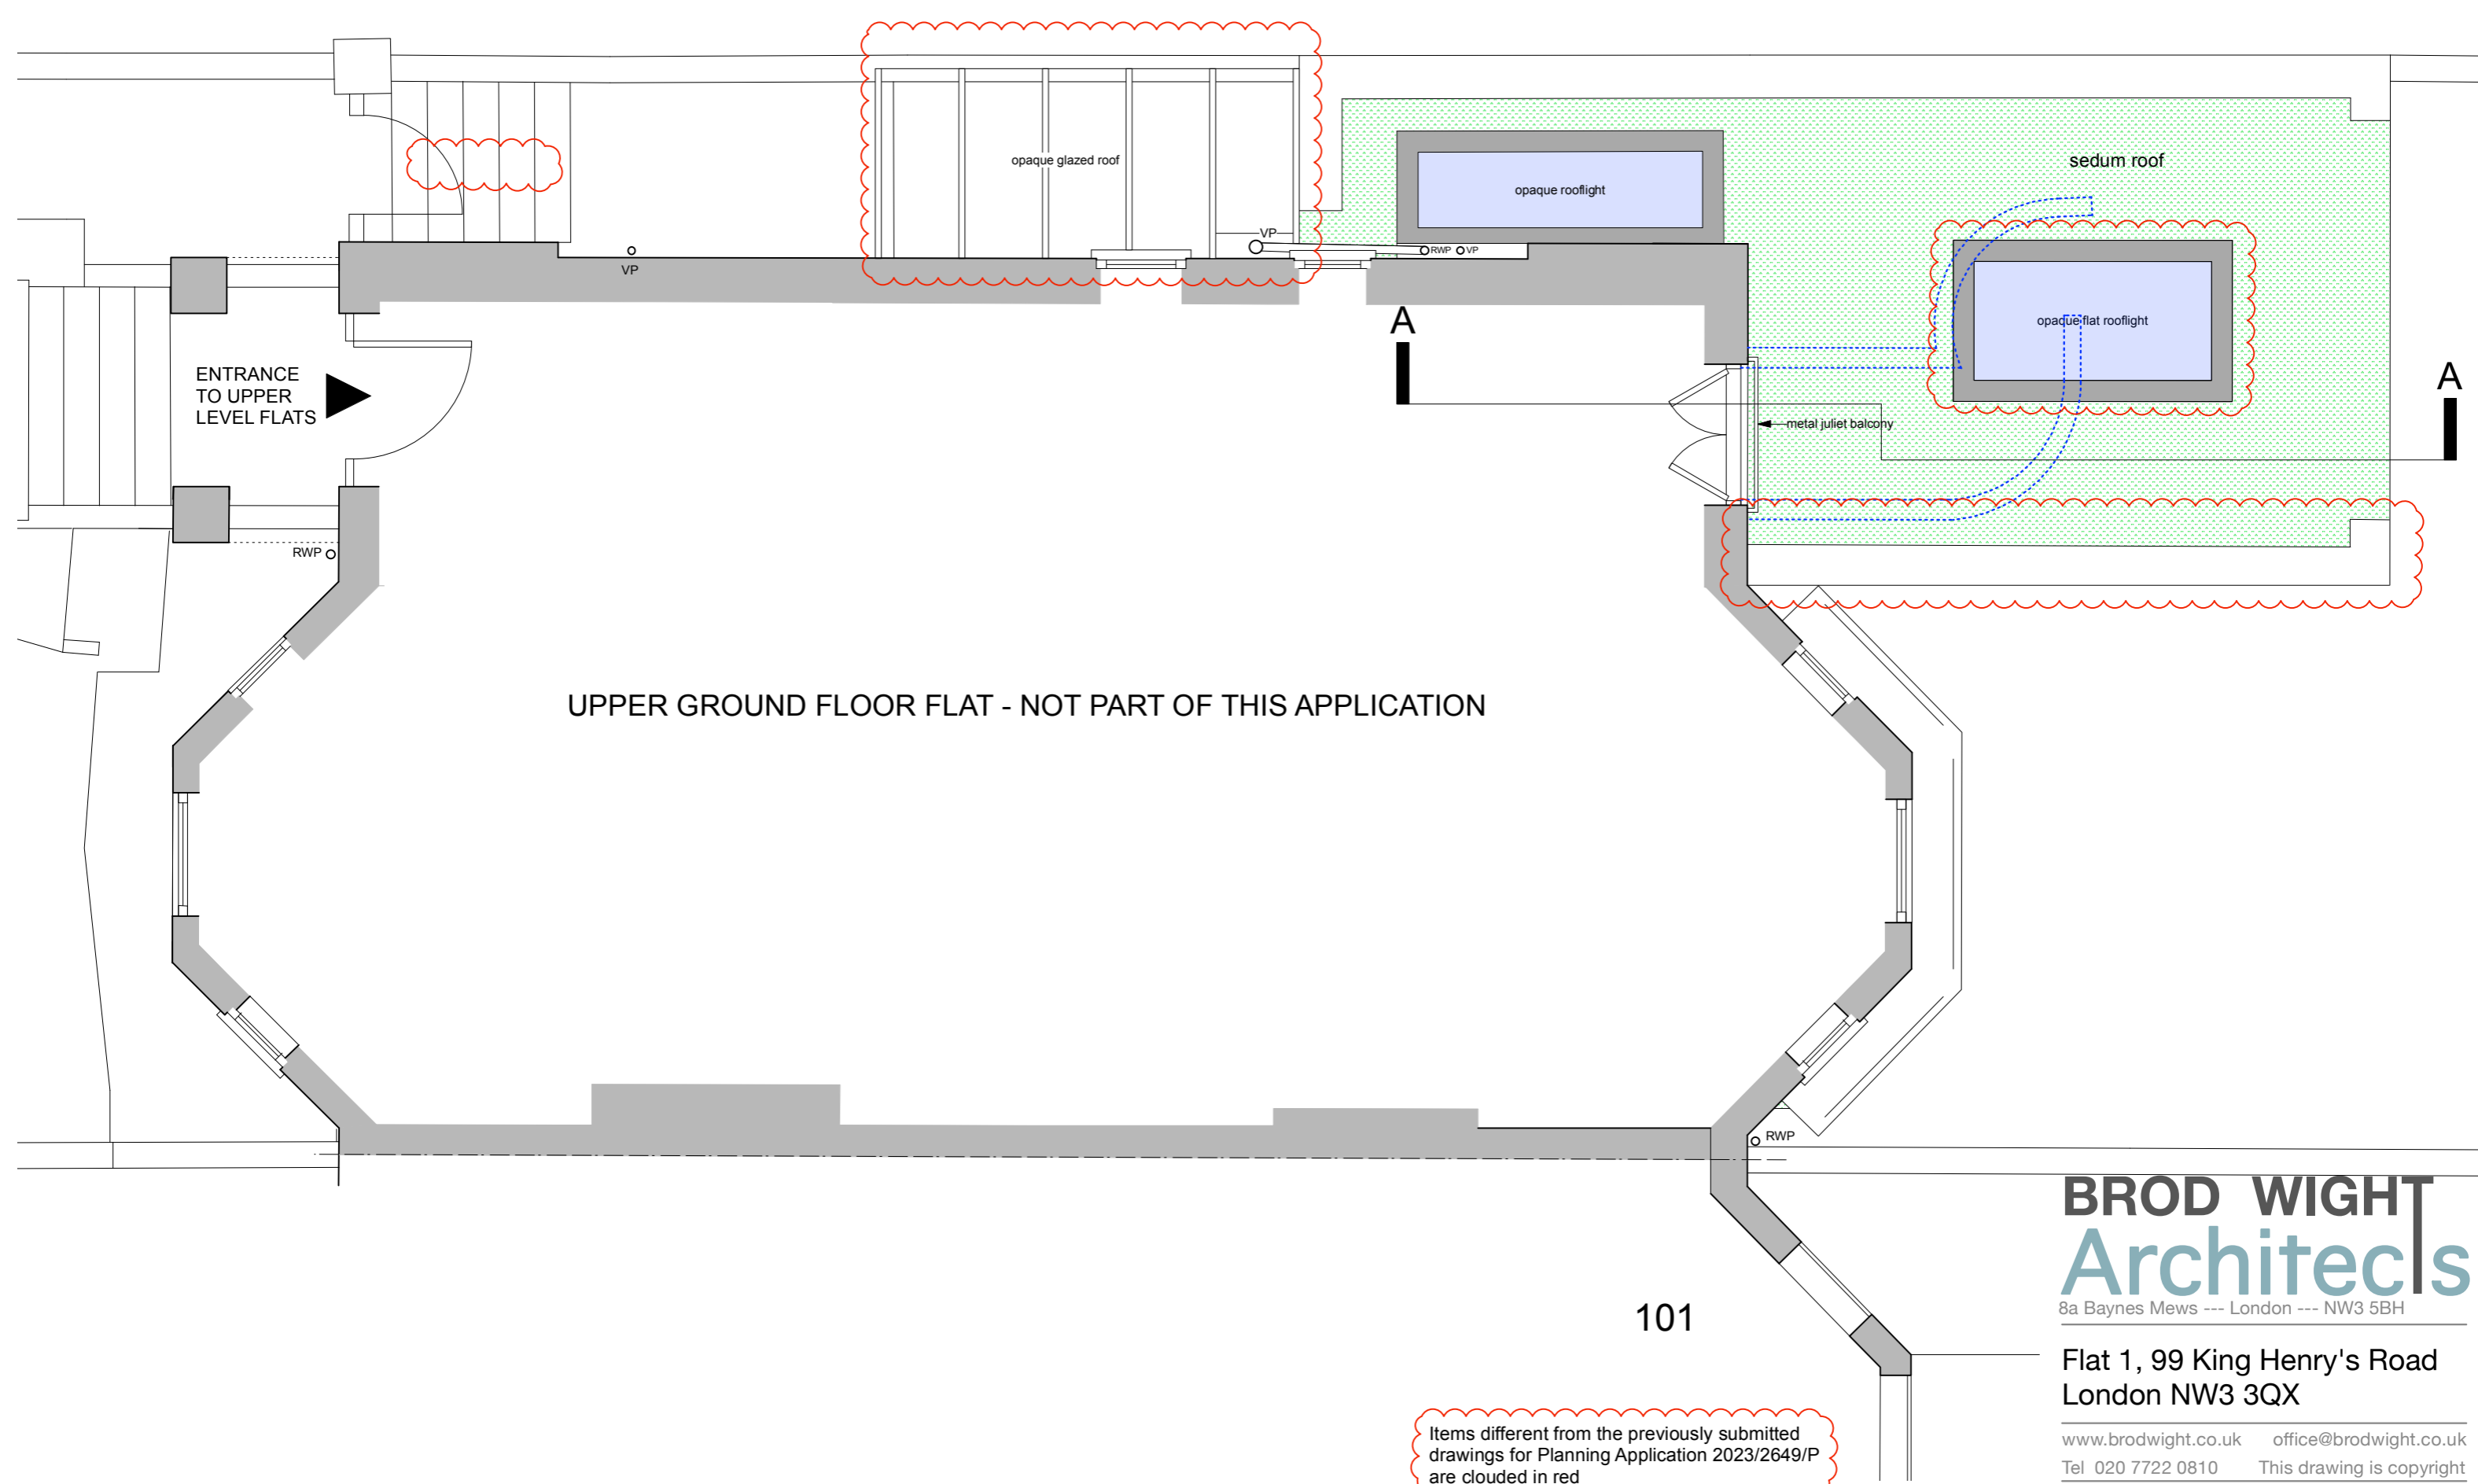 opaque glazed roof
opaque rooflight
sedum roof
VP
VP
RWP
VP
opaque flat rooflight
A
A
ENTRANCE
TO UPPER
LEVEL FLATS
metal juliet balcony
RWP
UPPER GROUND FLOOR FLAT - NOT PART OF THIS APPLICATION
RWP
BROD WIGHT
Architects
8a Baynes Mews --- London --- NW3 5BH
101
Flat 1, 99 King Henry's Road
London NW3 3QX
Items different from the previously submitted
drawings for Planning Application 2023/2649/P
are clouded in red
www.brodwight.co.uk office@brodwight.co.uk
Tel 020 7722 0810 This drawing is copyright